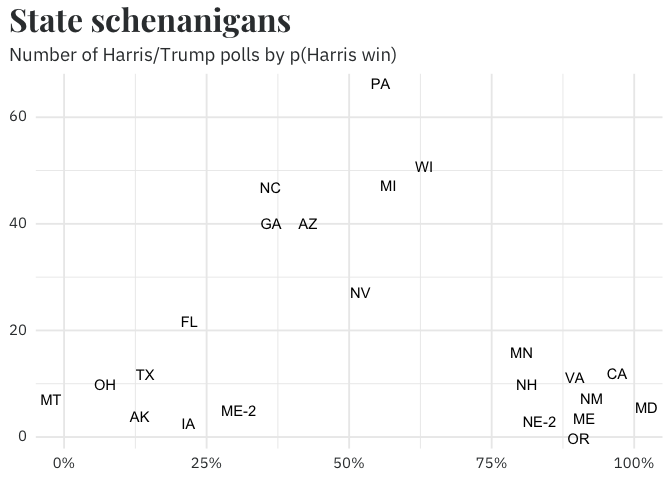 State schenanigans
Number of Harris/Trump polls by p(Harris win)
PA
60
WI
NC
MI
40
GA
AZ
NV
FL
20
MN
TX
CA
VA
OH
NH
MT
NM
MD
ME-2
AK
ME
NE-2
IA
0
OR
0%
25%
50%
75%
100%